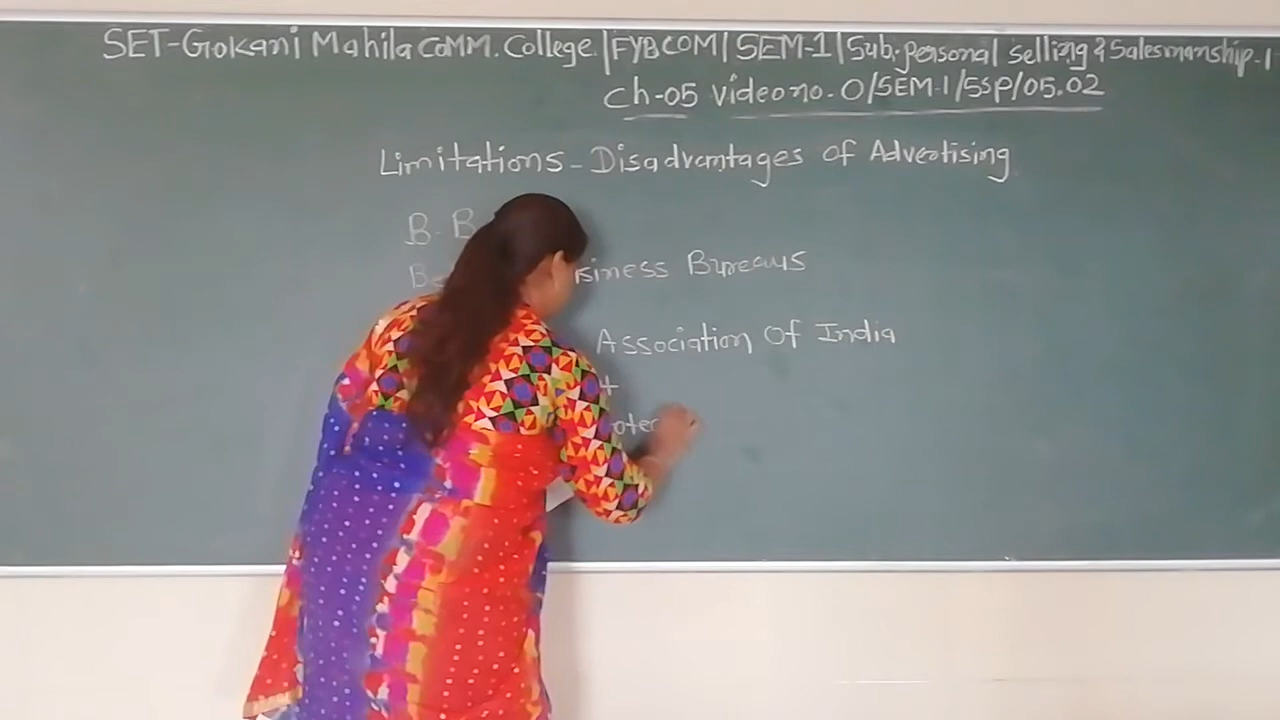 SET-Gokani Mahila COMM. College | FYBCOM | SEM-1 | Sub. personal selling & Salesmanship-1
Ch-05 video no. 0/SEM-1/SSP/05.02
Limitations - Disadvantages of Advertising
B. B
Bureaus
Association Of India
+